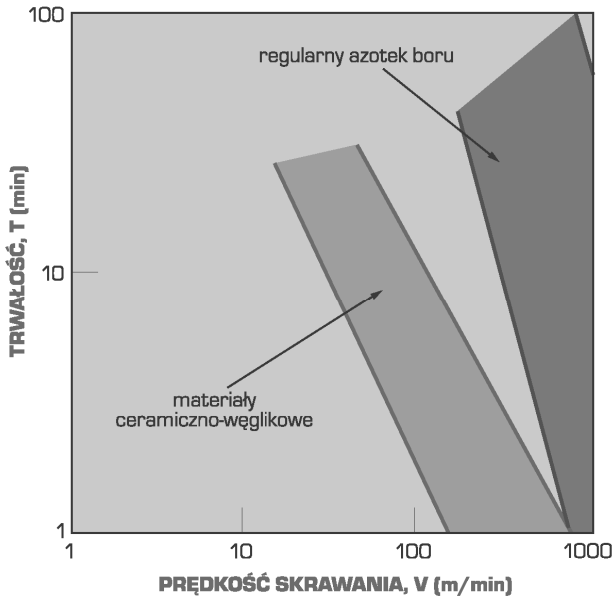 100
regularny azotek boru
TRWAŁOŚĆ, T (min)
10
materiały
ceramiczno-węglikowe
1
1
10
100
1000
PRĘDKOŚĆ SKRAWANIA, V (m/min)